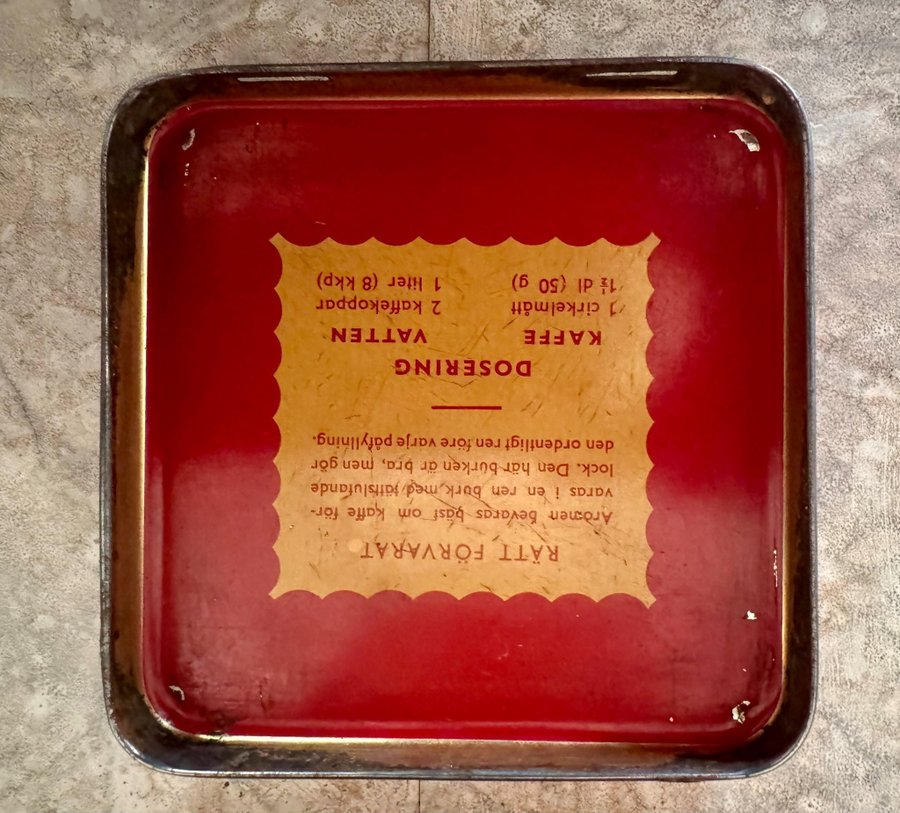 RÄTT FÖRVARAT
Aromen bevaras bäst om kaffe för-
varas i en ren burk med tättslutande
lock. Den här burken är bra, men gör
den ordentligt ren före varje påfyllning.
DOSERING
KAFFE VATTEN
1 cirkelmått 2 kaffekoppar
1½ dl (50 g) 1 liter (8 kkp)